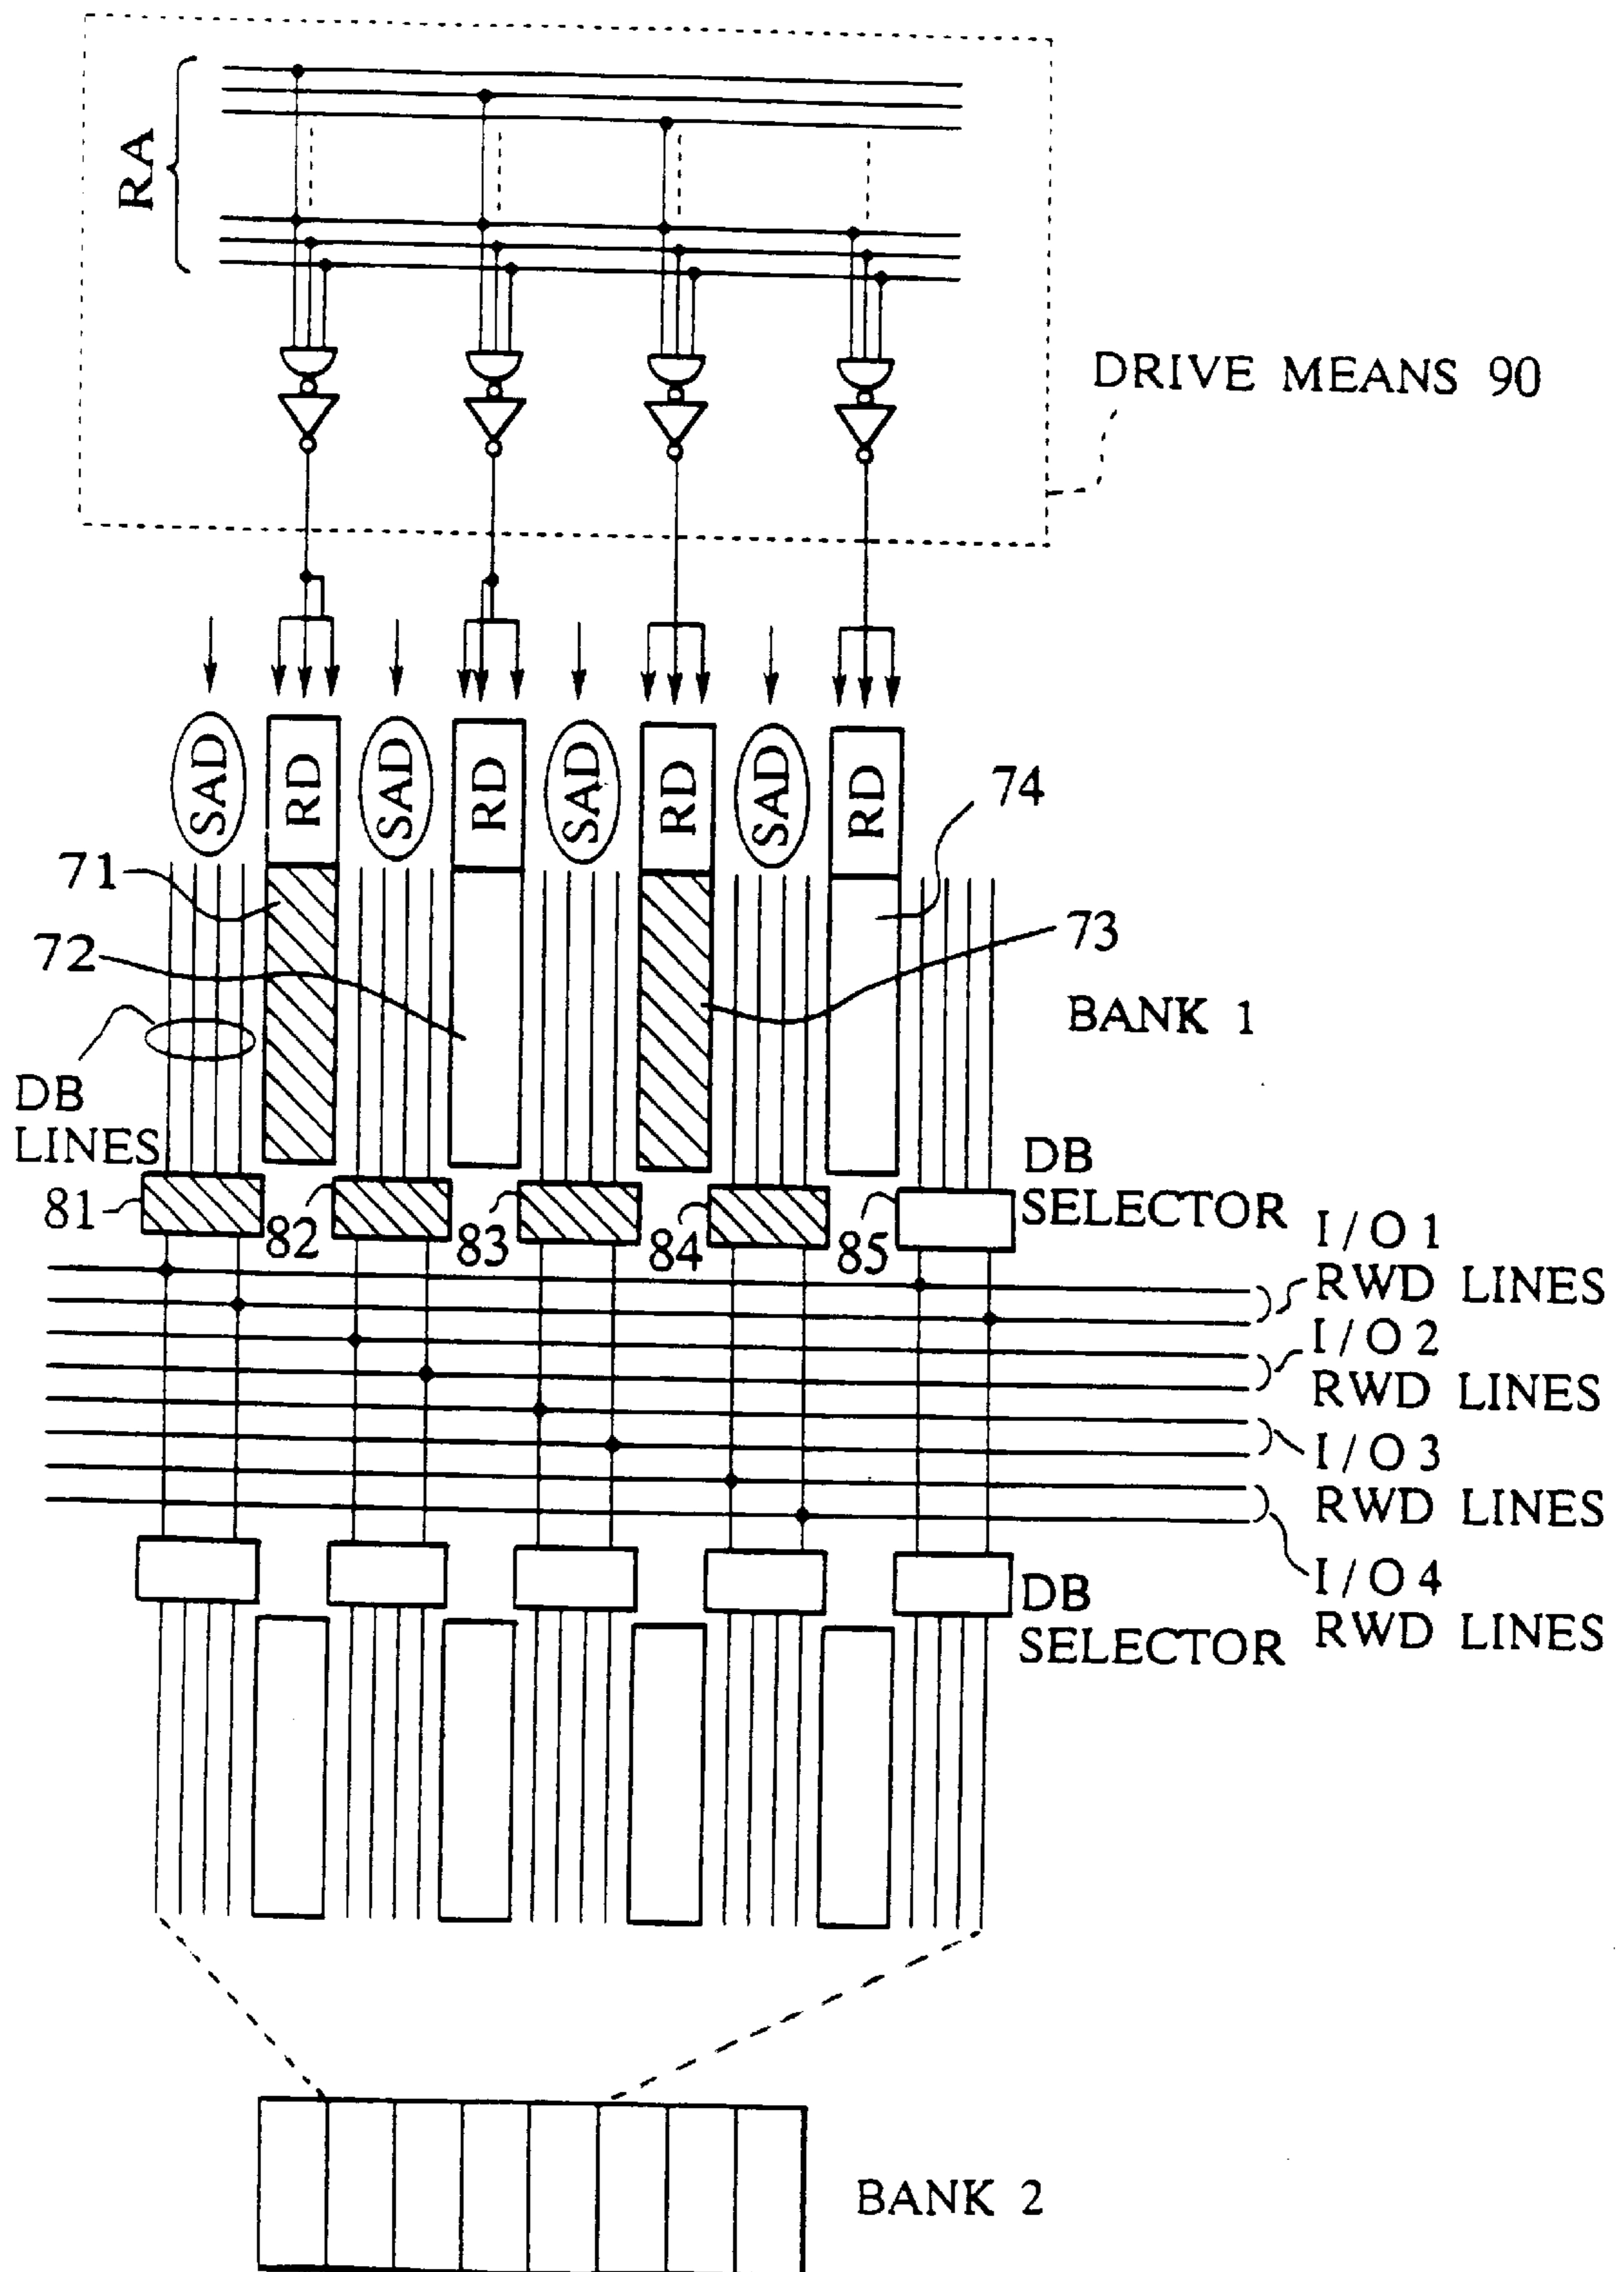 RA
DRIVE MEANS 90
SAD
RD
SAD
RD
SAD
RD
SAD
RD
74
71
72
73
BANK 1
DB
LINES
DB
SELECTOR
81
82
83
84
85
I/O 1
RWD LINES
I/O 2
RWD LINES
I/O 3
RWD LINES
I/O 4
RWD LINES
DB
SELECTOR
BANK 2